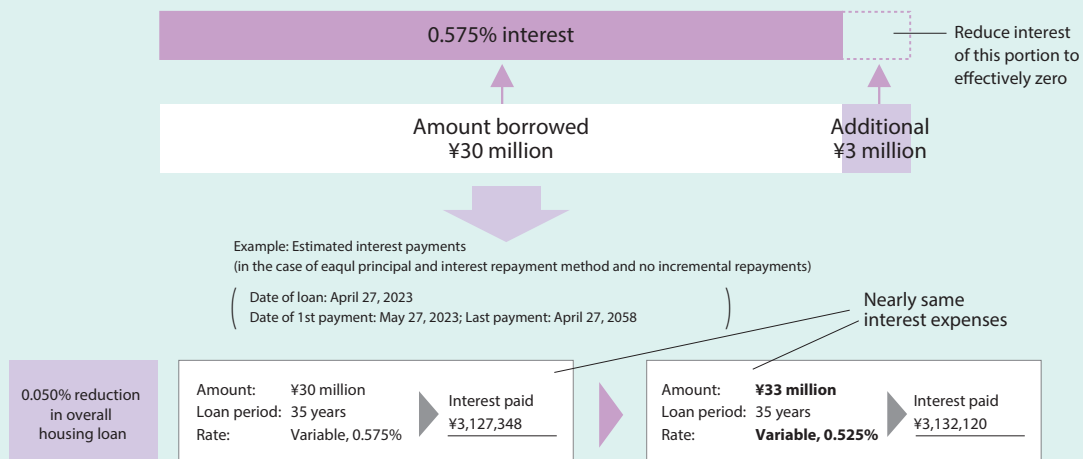 0.575% interest
Reduce interest
of this portion to
effectively zero
Amount borrowed
¥30 million
Additional
¥3 million
Example: Estimated interest payments
(in the case of eaqul principal and interest repayment method and no incremental repayments)
Date of loan: April 27, 2023
Date of 1st payment: May 27, 2023; Last payment: April 27, 2058
Nearly same
interest expenses
0.050% reduction
in overall
housing loan
Amount: ¥30 million
Loan period: 35 years
Rate: Variable, 0.575%
Interest paid
¥3,127,348
Amount: ¥33 million
Loan period: 35 years
Rate: Variable, 0.525%
Interest paid
¥3,132,120